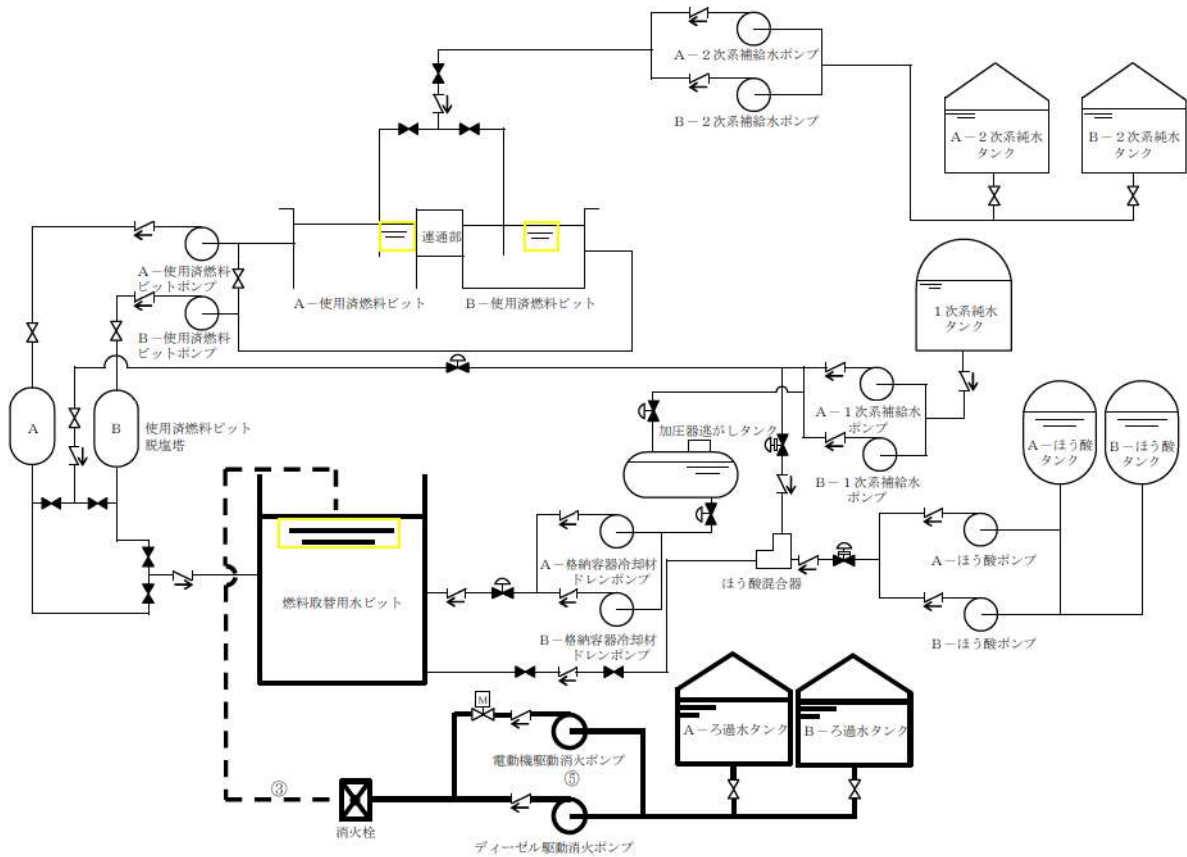 A－２次系補給水ポンプ
B－２次系補給水ポンプ
A－２次系純水
タンク
B－２次系純水
タンク
連通部
A－使用済燃料
ピットポンプ
A－使用済燃料ピット
B－使用済燃料ピット
B－使用済燃料
ピットポンプ
１次系純水
タンク
A
B
使用済燃料ピット
脱塩塔
加圧器逃がしタンク
A－１次系補給水
ポンプ
B－１次系補給水
ポンプ
A－ほう酸
タンク
B－ほう酸
タンク
A－ほう酸ポンプ
B－ほう酸ポンプ
ほう酸混合器
A－格納容器冷却材
ドレンポンプ
B－格納容器冷却材
ドレンポンプ
燃料取替用水ピット
M
電動機駆動消火ポンプ
⑤
ディーゼル駆動消火ポンプ
A－ろ過水タンク
B－ろ過水タンク
③
消火栓